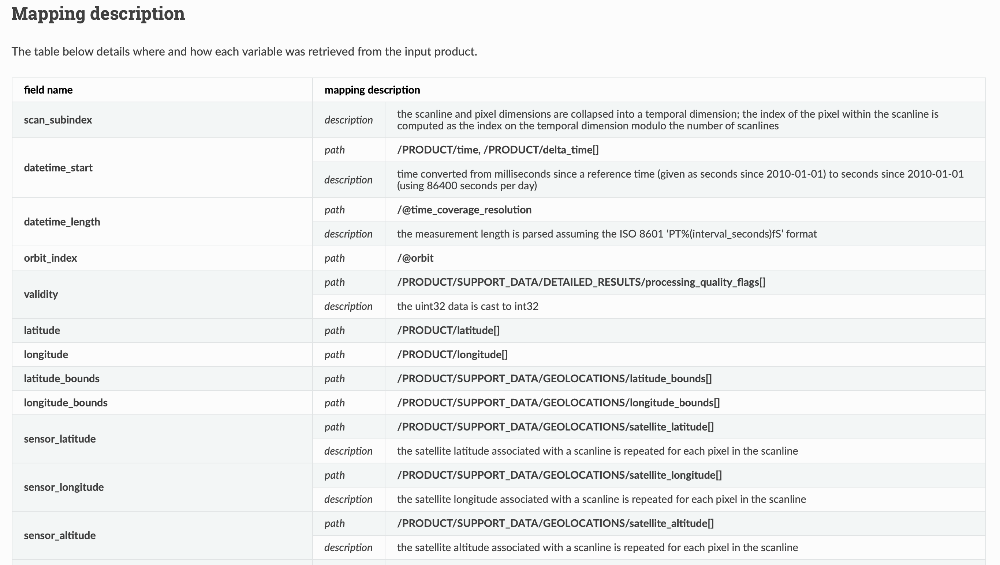 Mapping description
The table below details where and how each variable was retrieved from the input product.
field name
mapping description
scan_subindex
description
the scanline and pixel dimensions are collapsed into a temporal dimension; the index of the pixel within the scanline is
computed as the index on the temporal dimension modulo the number of scanlines
datetime_start
path
/PRODUCT/time, /PRODUCT/delta_time[]
description
time converted from milliseconds since a reference time (given as seconds since 2010-01-01) to seconds since 2010-01-01
(using 86400 seconds per day)
datetime_length
path
/@time_coverage_resolution
description
the measurement length is parsed assuming the ISO 8601 ‘PT%(interval_seconds)fS’ format
orbit_index
path
/@orbit
validity
path
/PRODUCT/SUPPORT_DATA/DETAILED_RESULTS/processing_quality_flags[]
description
the uint32 data is cast to int32
latitude
path
/PRODUCT/latitude[]
longitude
path
/PRODUCT/longitude[]
latitude_bounds
path
/PRODUCT/SUPPORT_DATA/GEOLOCATIONS/latitude_bounds[]
longitude_bounds
path
/PRODUCT/SUPPORT_DATA/GEOLOCATIONS/longitude_bounds[]
sensor_latitude
path
/PRODUCT/SUPPORT_DATA/GEOLOCATIONS/satellite_latitude[]
description
the satellite latitude associated with a scanline is repeated for each pixel in the scanline
sensor_longitude
path
/PRODUCT/SUPPORT_DATA/GEOLOCATIONS/satellite_longitude[]
description
the satellite longitude associated with a scanline is repeated for each pixel in the scanline
sensor_altitude
path
/PRODUCT/SUPPORT_DATA/GEOLOCATIONS/satellite_altitude[]
description
the satellite altitude associated with a scanline is repeated for each pixel in the scanline